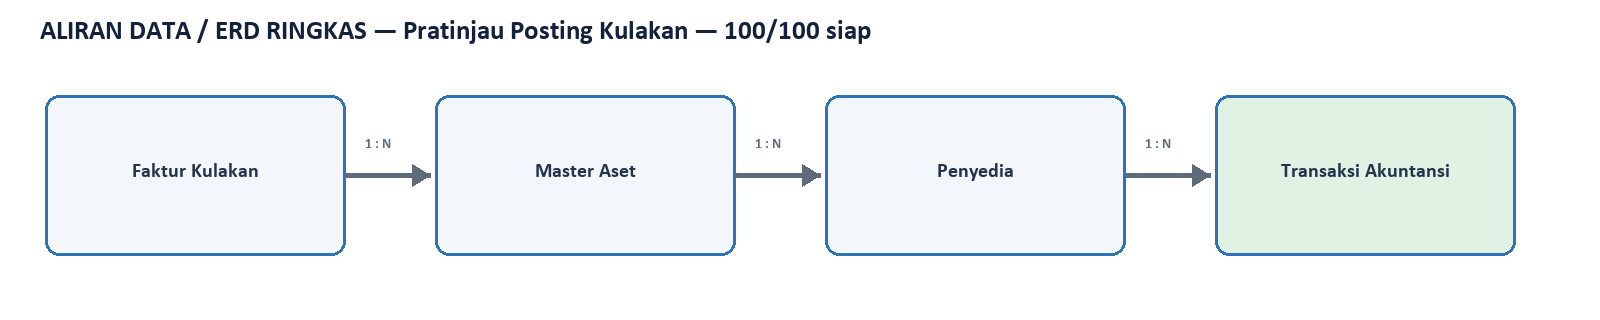 ALIRAN DATA / ERD RINGKAS — Pratinjau Posting Kulakan — 100/100 siap
Faktur Kulakan
1 : N
Master Aset
1 : N
Penyedia
1 : N
Transaksi Akuntansi